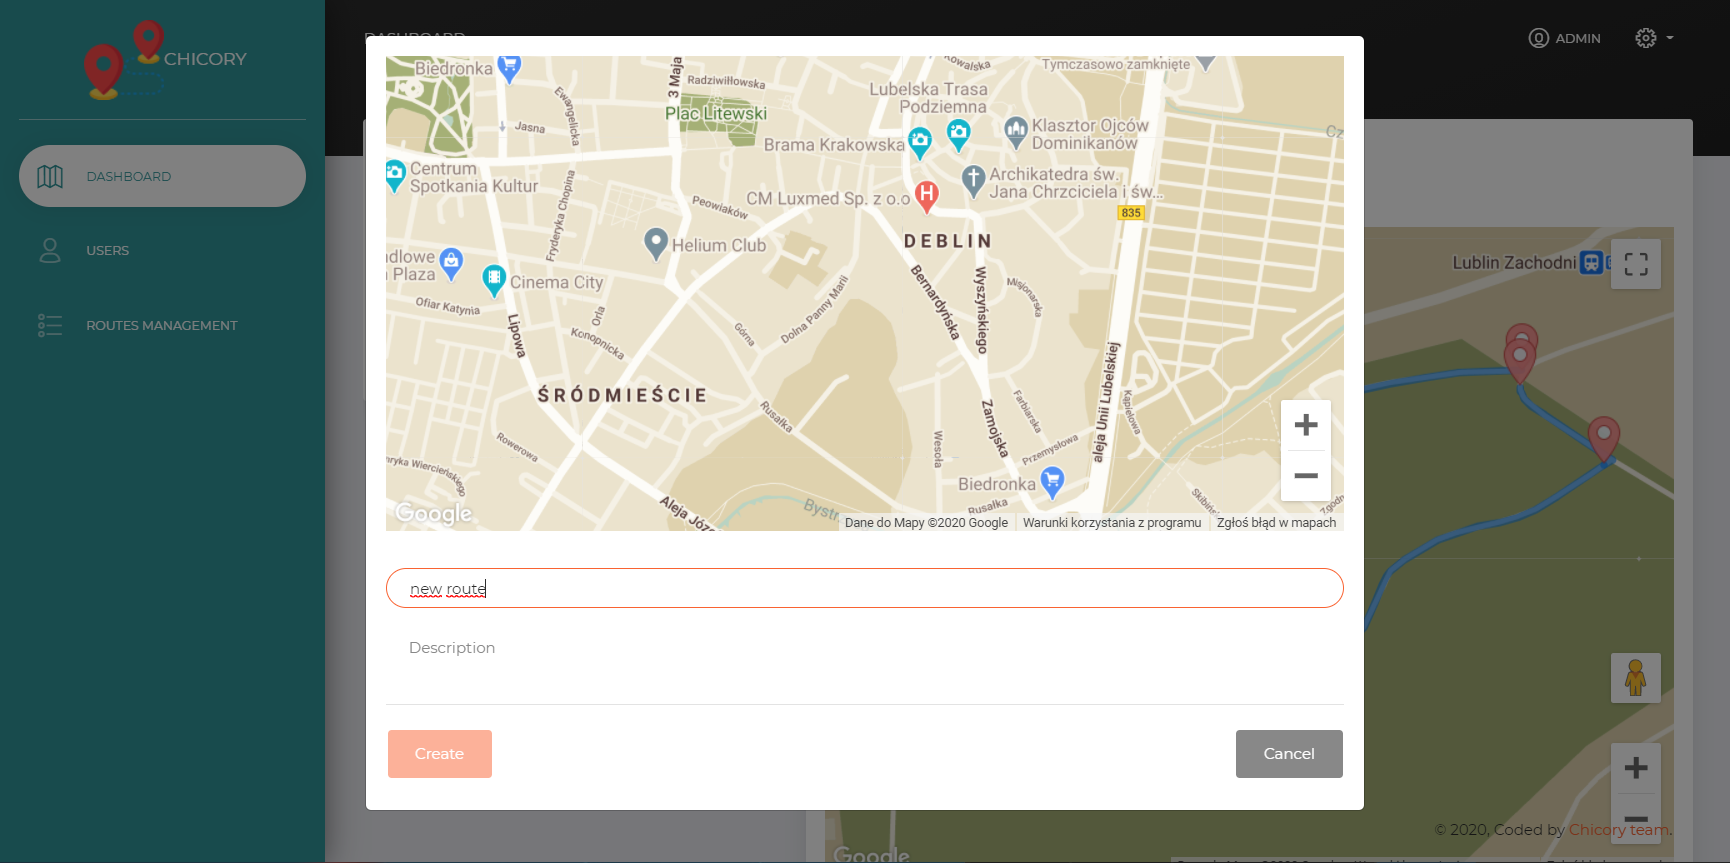 CHICORY
DASHBOARD
USERS
ROUTES MANAGEMENT
DASHBOARD
ADMIN
Biedronka
3 Maja
Radziwiłłowska
Kowalska
Tymczasowo zamknięte
Lubelska Trasa
Podziemna
Ewangelicka
Plac Litewski
Jasna
Brama Krakowska
Klasztor Ojców
Dominikanów
Centrum
Spotkania Kultur
Archikatedra św.
Jana Chrzciciela i św...
Fryderyka Chopina
Peowiaków
CM Luxmed Sp. z o.o
835
Helium Club
DEBLIN
Plaza
Cinema City
Ofiar Katynia
Lipowa
Orla
Konopnicka
Górna
Dolna Panny Marii
Bernardyńska
Wyszyńskiego
Misjonarska
aleja Unii Lubelskiej
ŚRÓDMIEŚCIE
Rusałka
Zamojska
Farbiarska
Kąpielowa
Rowerowa
Wesoła
Przemysłowa
Biedronka
Rusałka
Aleja Józe
Bystr
Google
Dane do Mapy ©2020 Google
Warunki korzystania z programu
Zgłoś błąd w mapach
new route
Description
Create
Cancel
Lublin Zachodni
© 2020, Coded by Chicory team.
Google